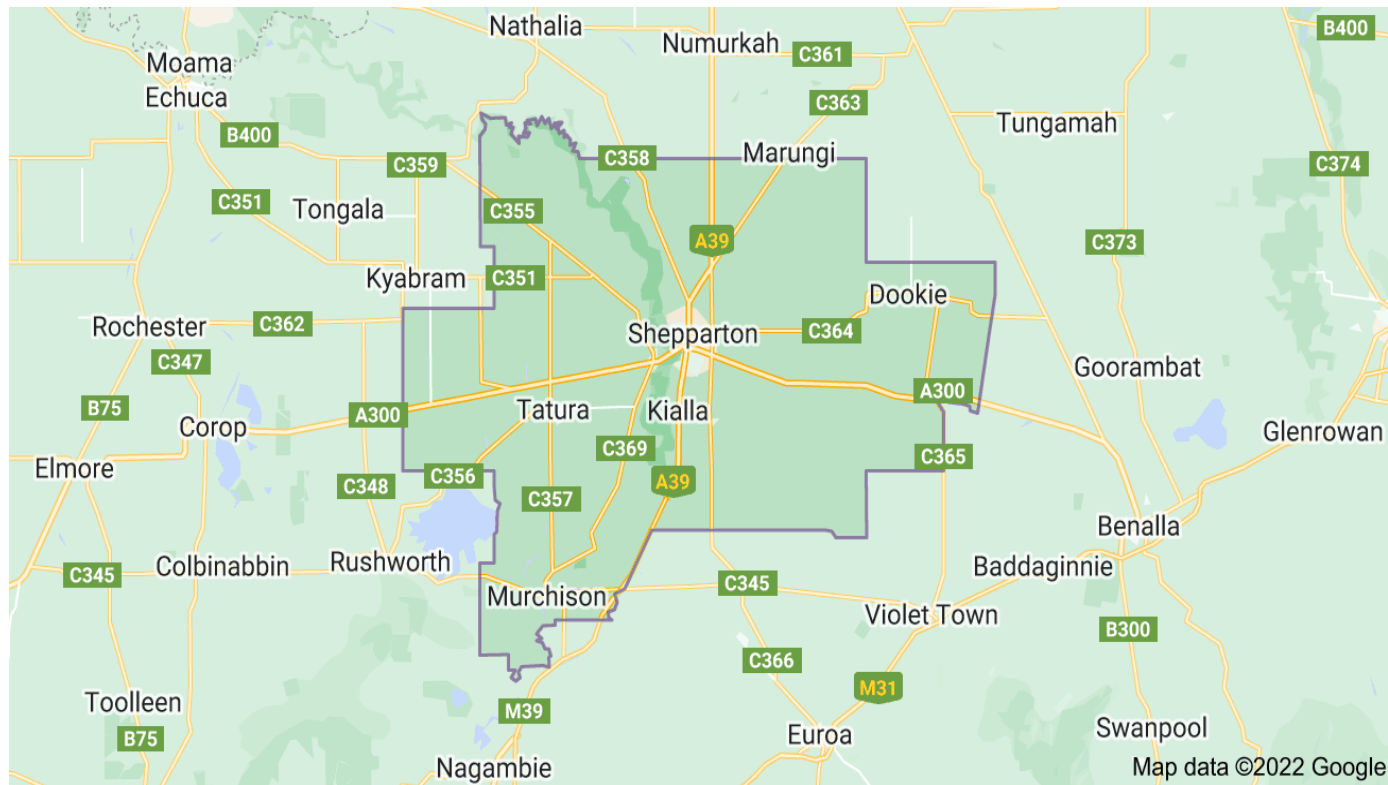 Nathalia
B400
Numurkah
C361
Moama
Echuca
C363
Tungamah
B400
C359
C358
Marungi
C374
C351
Tongala
C355
A39
C373
Kyabram
C351
Dookie
Rochester
C362
Shepparton
C364
C347
Goorambat
B75
A300
Tatura
Kialla
A300
Corop
Glenrowan
C369
C365
Elmore
C348
C356
A39
C357
Benalla
Rushworth
Colbinabbin
C345
Baddaginnie
C345
Murchison
Violet Town
B300
C366
M31
Toolleen
M39
B75
Euroa
Swanpool
Nagambie
Map data ©2022 Google